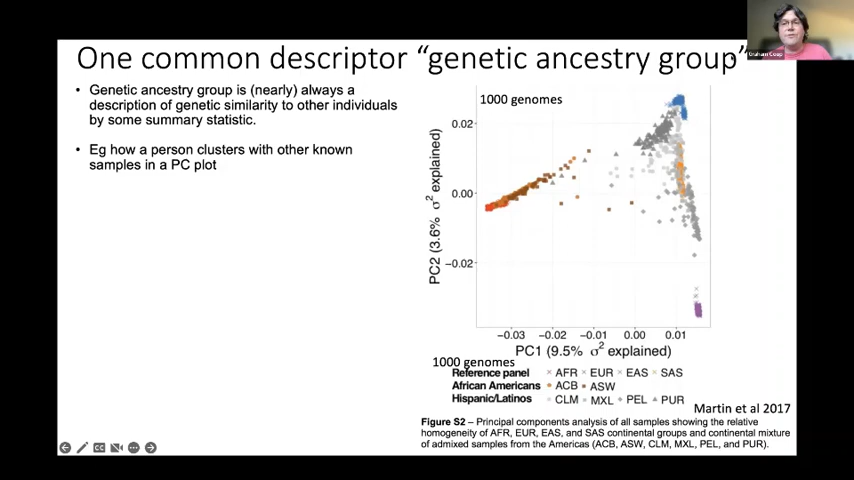 One common descriptor “genetic ancestry group”
Graham Coop
• Genetic ancestry group is (nearly) always a
description of genetic similarity to other individuals
by some summary statistic.
• Eg how a person clusters with other known
samples in a PC plot
1000 genomes
0.02
0.00
−0.02
PC2 (3.6% σ² explained)
−0.03 −0.02 −0.01 0.00 0.01
PC1 (9.5% σ² explained)
1000 genomes
Reference panel AFR EUR EAS SAS
African Americans ACB ASW
Hispanic/Latinos CLM MXL PEL PUR
Martin et al 2017
Figure S2 – Principal components analysis of all samples showing the relative
homogeneity of AFR, EUR, EAS, and SAS continental groups and continental mixture
of admixed samples from the Americas (ACB, ASW, CLM, MXL, PEL, and PUR).